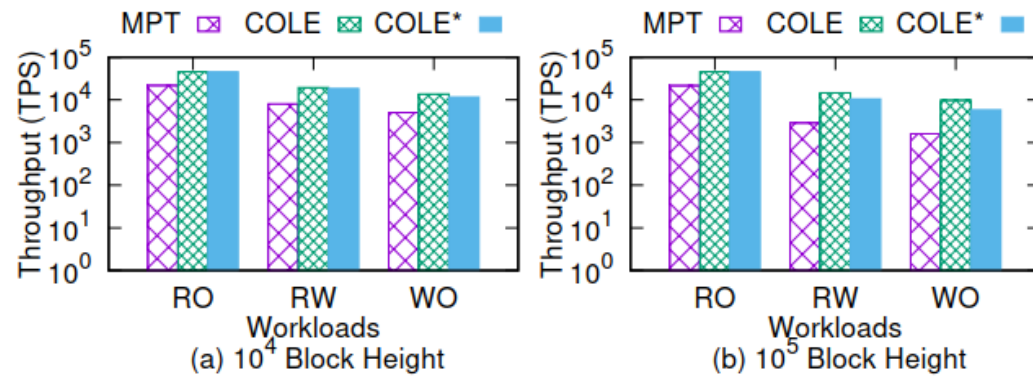 MPT COLE COLE*
Throughput (TPS)
10^5
10^4
10^3
10^2
10^1
10^0
RO RW WO
Workloads
(a) 10^4 Block Height
MPT COLE COLE*
Throughput (TPS)
10^5
10^4
10^3
10^2
10^1
10^0
RO RW WO
Workloads
(b) 10^5 Block Height